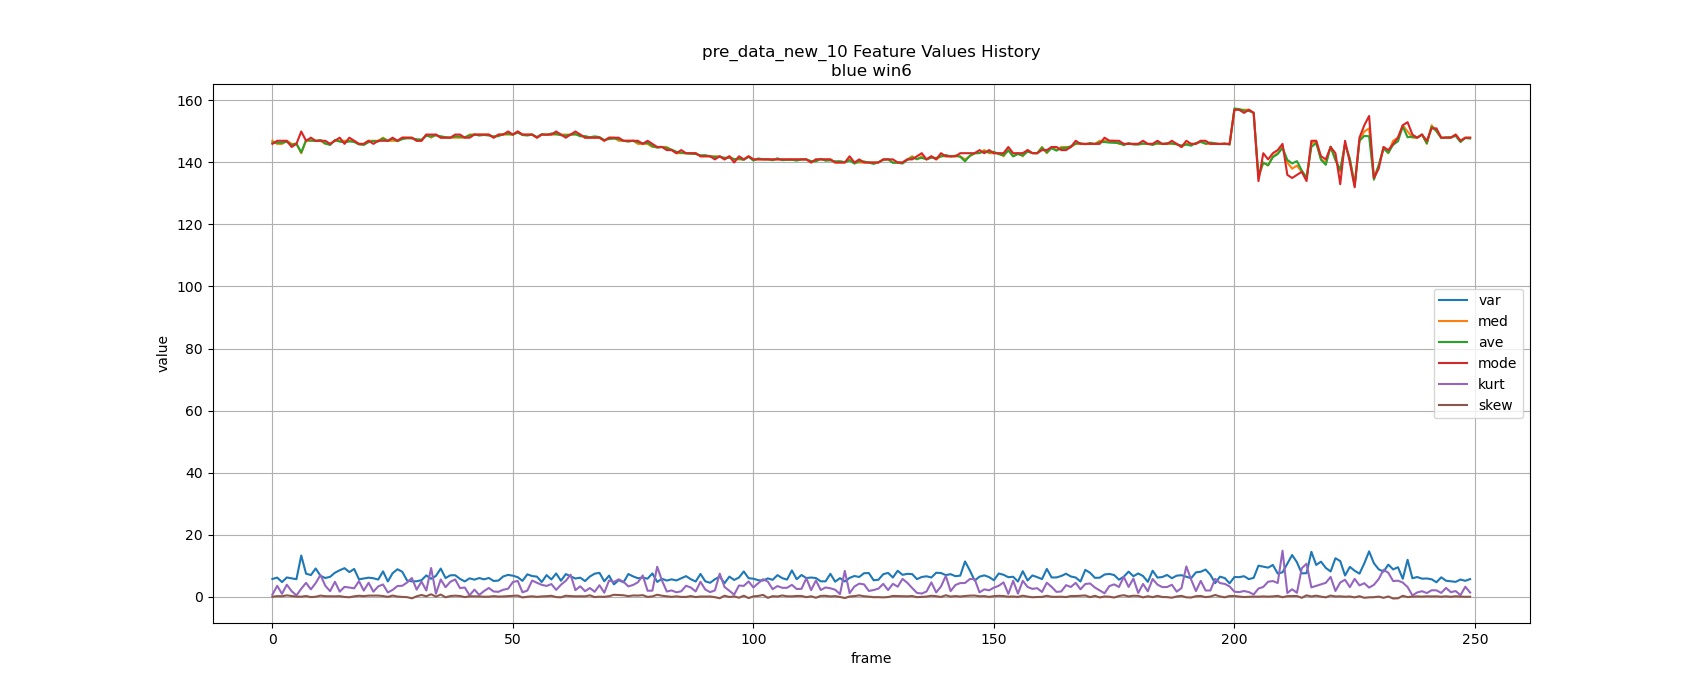 pre_data_new_10 Feature Values History
blue win6
160
140
120
100
80
60
40
20
0
value
var
med
ave
mode
kurt
skew
0
50
100
150
200
250
frame